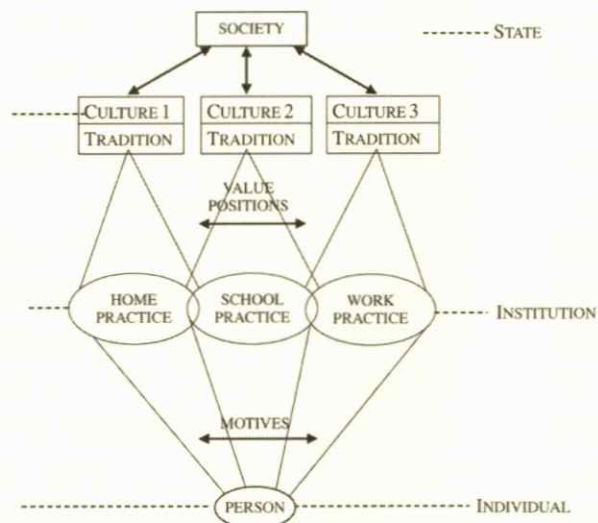 SOCIETY
STATE
CULTURE 1
CULTURE 2
CULTURE 3
TRADITION
TRADITION
TRADITION
VALUE
POSITIONS
HOME
PRACTICE
SCHOOL
PRACTICE
WORK
PRACTICE
INSTITUTION
MOTIVES
PERSON
INDIVIDUAL